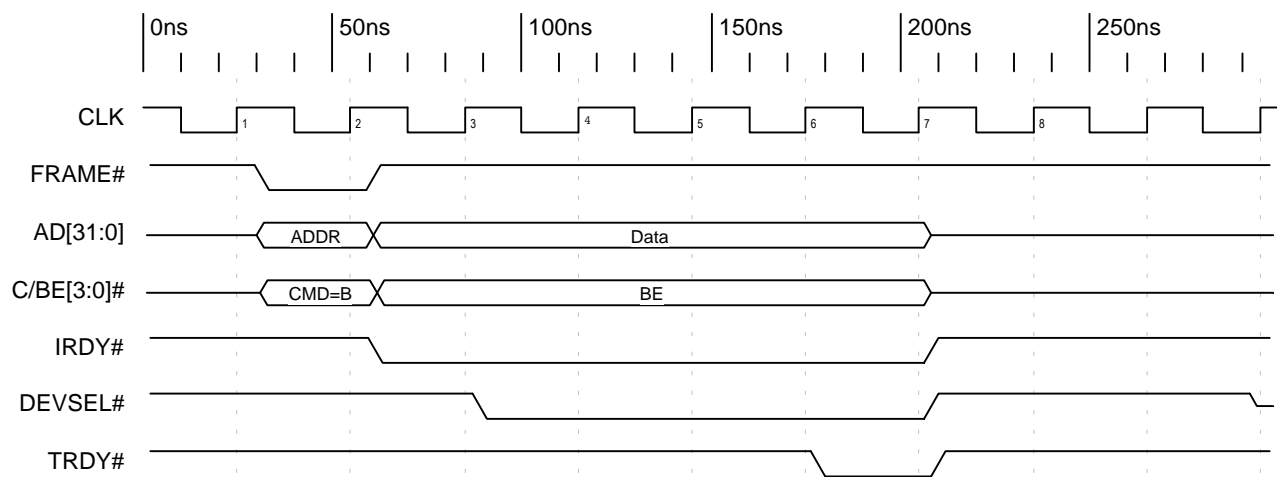 0ns 50ns 100ns 150ns 200ns 250ns
CLK 1 2 3 4 5 6 7 8
FRAME#
AD[31:0] ADDR Data
C/BE[3:0]# CMD=B BE
IRDY#
DEVSEL#
TRDY#